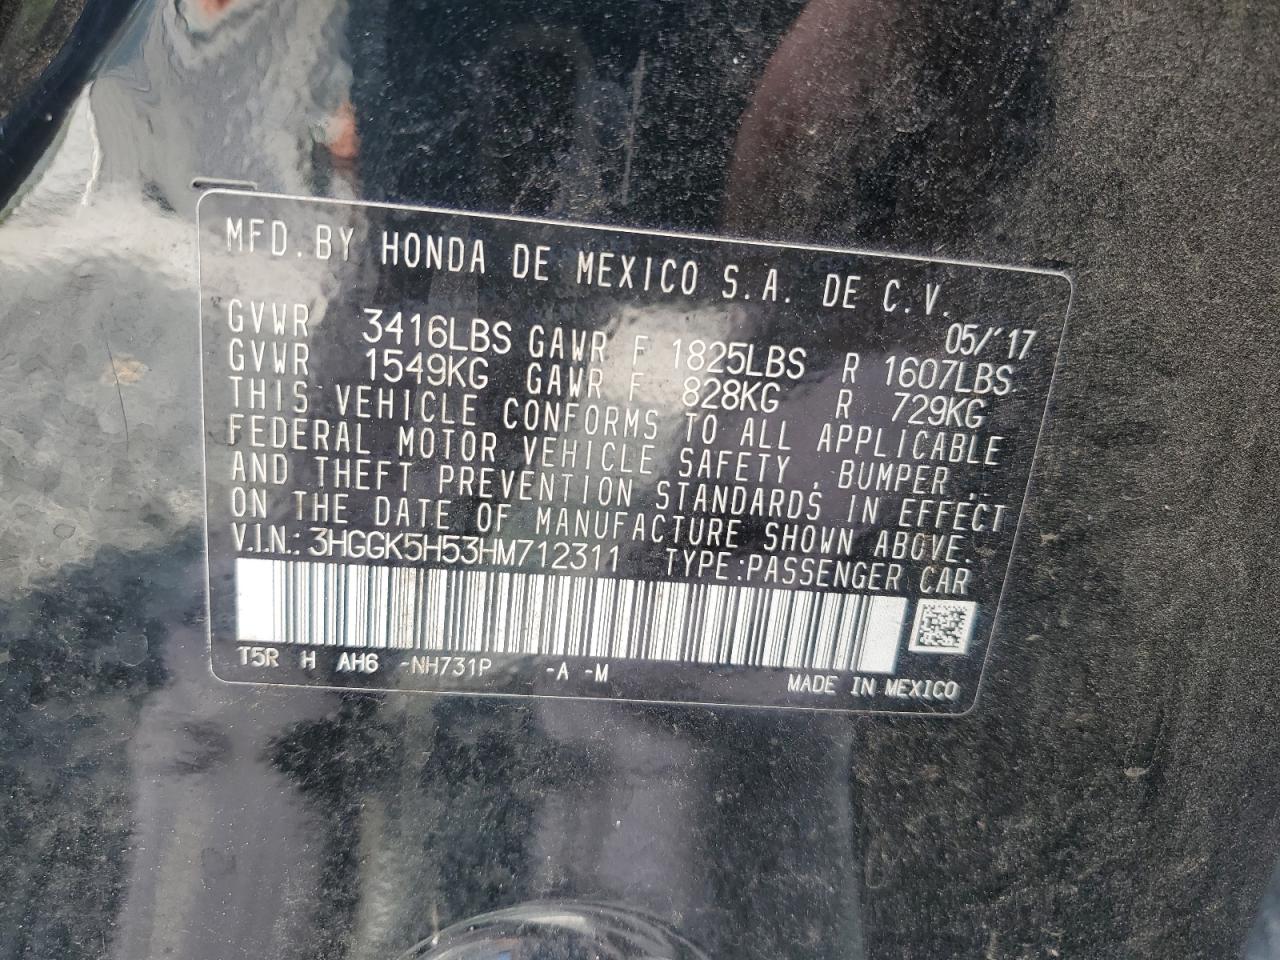 MFD. BY HONDA DE MEXICO S.A. DE C.V.
05/'17
GVWR 3416LBS GAWR F 1825LBS R 1607LBS
GVWR 1549KG GAWR F 828KG R 729KG
THIS VEHICLE CONFORMS TO ALL APPLICABLE
FEDERAL MOTOR VEHICLE SAFETY, BUMPER,
AND THEFT PREVENTION STANDARDS IN EFFECT
ON THE DATE OF MANUFACTURE SHOWN ABOVE.
V.I.N.: 3HGGK5H53HM712311 TYPE:PASSENGER CAR
T5R H AH6 -NH731P -A -M
MADE IN MEXICO